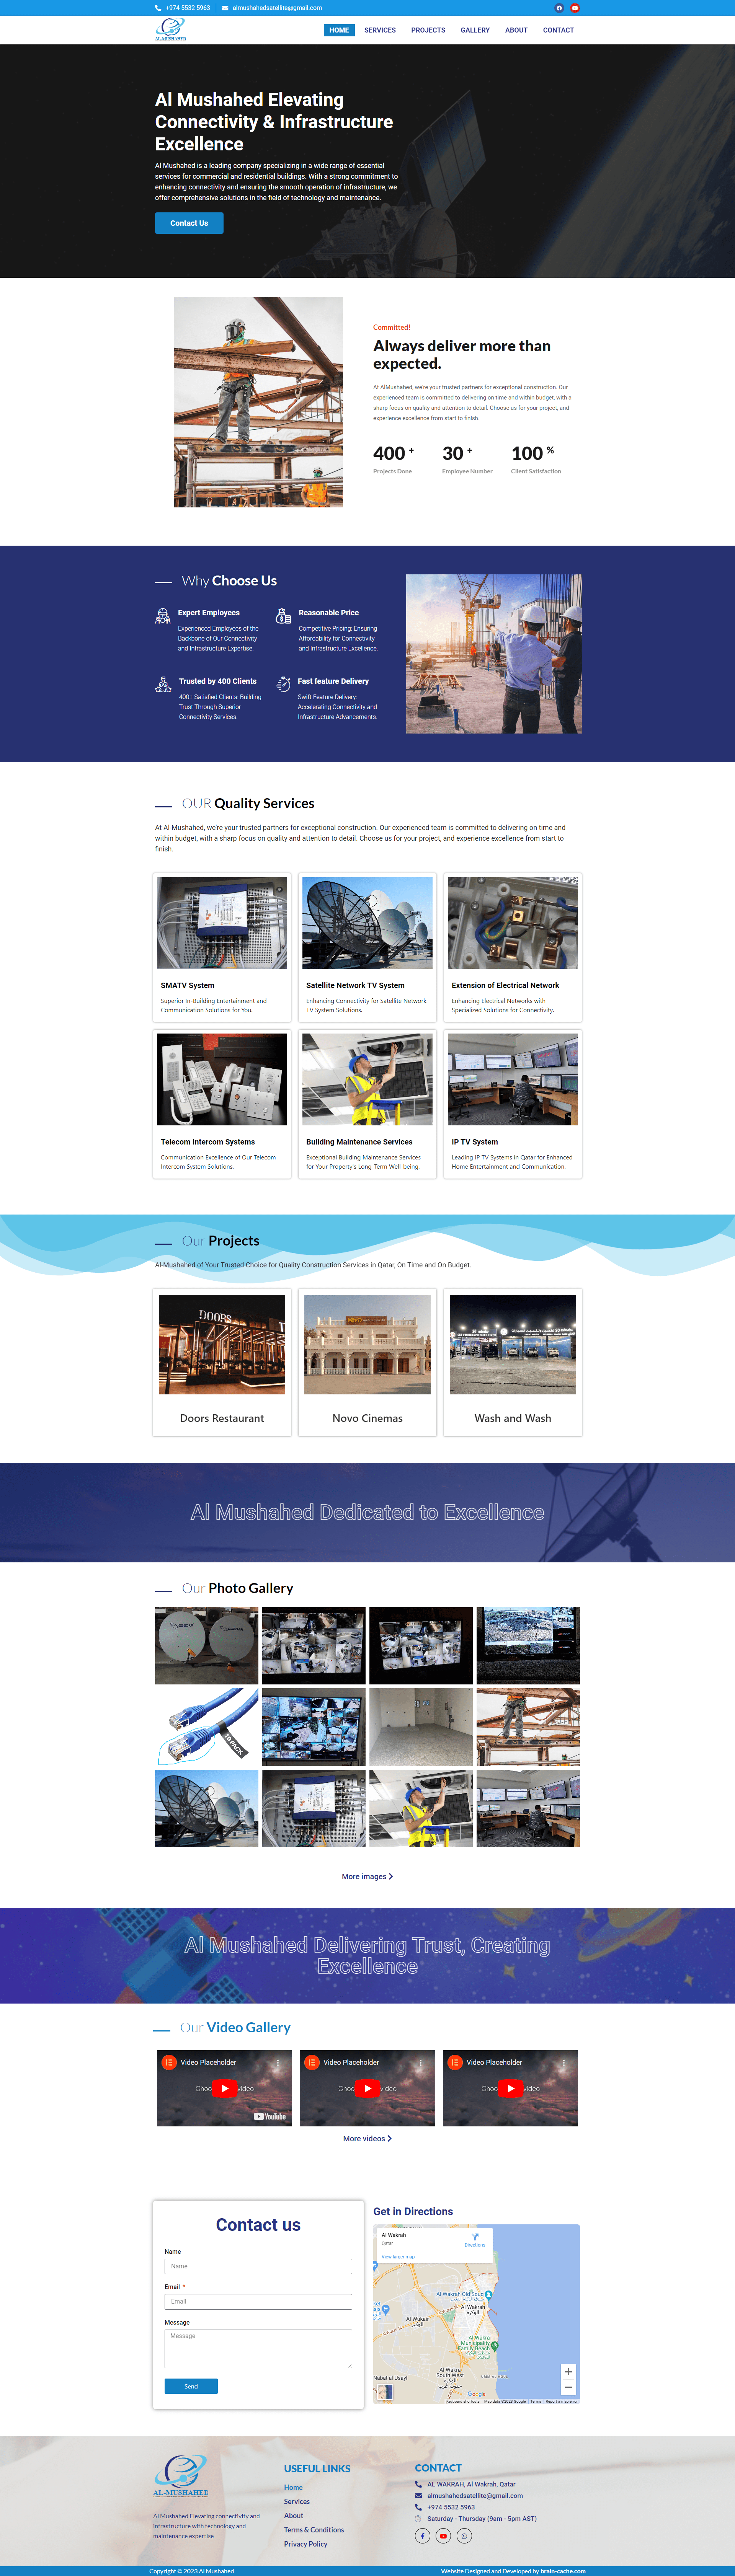 +974 5532 5963
almushahedsatellite@gmail.com
AL-MUSHAHED
HOME
SERVICES
PROJECTS
GALLERY
ABOUT
CONTACT
Al Mushahed Elevating
Connectivity & Infrastructure
Excellence
Al Mushahed is a leading company specializing in a wide range of essential
services for commercial and residential buildings. With a strong commitment to
enhancing connectivity and ensuring the smooth operation of infrastructure, we
offer comprehensive solutions in the field of technology and maintenance.
Contact Us
Committed!
Always deliver more than
expected.
At AlMushahed, we're your trusted partners for exceptional construction. Our
experienced team is committed to delivering on time and within budget, with a
sharp focus on quality and attention to detail. Choose us for your project, and
experience excellence from start to finish.
400 +
Projects Done
30 +
Employee Number
100 %
Client Satisfaction
Why Choose Us
Expert Employees
Experienced Employees of the
Backbone of Our Connectivity
and Infrastructure Expertise.
Reasonable Price
Competitive Pricing: Ensuring
Affordability for Connectivity
and Infrastructure Excellence.
Trusted by 400 Clients
400+ Satisfied Clients: Building
Trust Through Superior
Connectivity Services.
Fast feature Delivery
Swift Feature Delivery:
Accelerating Connectivity and
Infrastructure Advancements.
OUR Quality Services
At Al-Mushahed, we're your trusted partners for exceptional construction. Our experienced team is committed to delivering on time and
within budget, with a sharp focus on quality and attention to detail. Choose us for your project, and experience excellence from start to
finish.
SMATV System
Superior In-Building Entertainment and
Communication Solutions for You.
Satellite Network TV System
Enhancing Connectivity for Satellite Network
TV System Solutions.
Extension of Electrical Network
Enhancing Electrical Networks with
Specialized Solutions for Connectivity.
Telecom Intercom Systems
Communication Excellence of Our Telecom
Intercom System Solutions.
Building Maintenance Services
Exceptional Building Maintenance Services
for Your Property's Long-Term Well-being.
IP TV System
Leading IP TV Systems in Qatar for Enhanced
Home Entertainment and Communication.
Our Projects
Al-Mushahed of Your Trusted Choice for Quality Construction Services in Qatar, On Time and On Budget.
DOORS
Doors Restaurant
Novo Cinemas
Wash and Wash
Al Mushahed Dedicated to Excellence
Our Photo Gallery
10 PACK
More images
Al Mushahed Delivering Trust, Creating
Excellence
Our Video Gallery
Video Placeholder
Video Placeholder
Video Placeholder
Choo
video
Choo
video
Choo
video
YouTube
More videos
Contact us
Name
Name
Email *
Email
Message
Message
Send
Get in Directions
Al Wakrah
Qatar
Directions
View larger map
Al Wakrah Old Souq
Al Wakrah
الوكرة
Al Wukair
الوكير
Al Wakra
Municipality
Family Beach
Al Wakra
South West
Nabat al Usayl
Google
Keyboard shortcuts
Map data ©2023 Google
Terms
Report a map error
AL-MUSHAHED
Al Mushahed Elevating connectivity and
infrastructure with technology and
maintenance expertise
USEFUL LINKS
Home
Services
About
Terms & Conditions
Privacy Policy
CONTACT
AL WAKRAH, Al Wakrah, Qatar
almushahedsatellite@gmail.com
+974 5532 5963
Saturday - Thursday (9am - 5pm AST)
Copyright © 2023 Al Mushahed
Website Designed and Developed by brain-cache.com